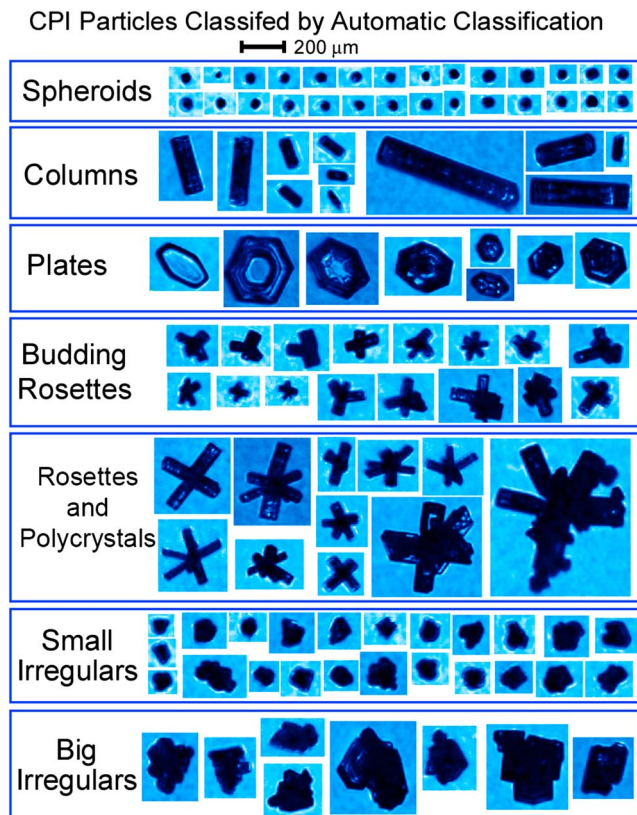 CPI Particles Classifed by Automatic Classification
200 µm
Spheroids
Columns
Plates
Budding
Rosettes
Rosettes
and
Polycrystals
Small
Irregulars
Big
Irregulars